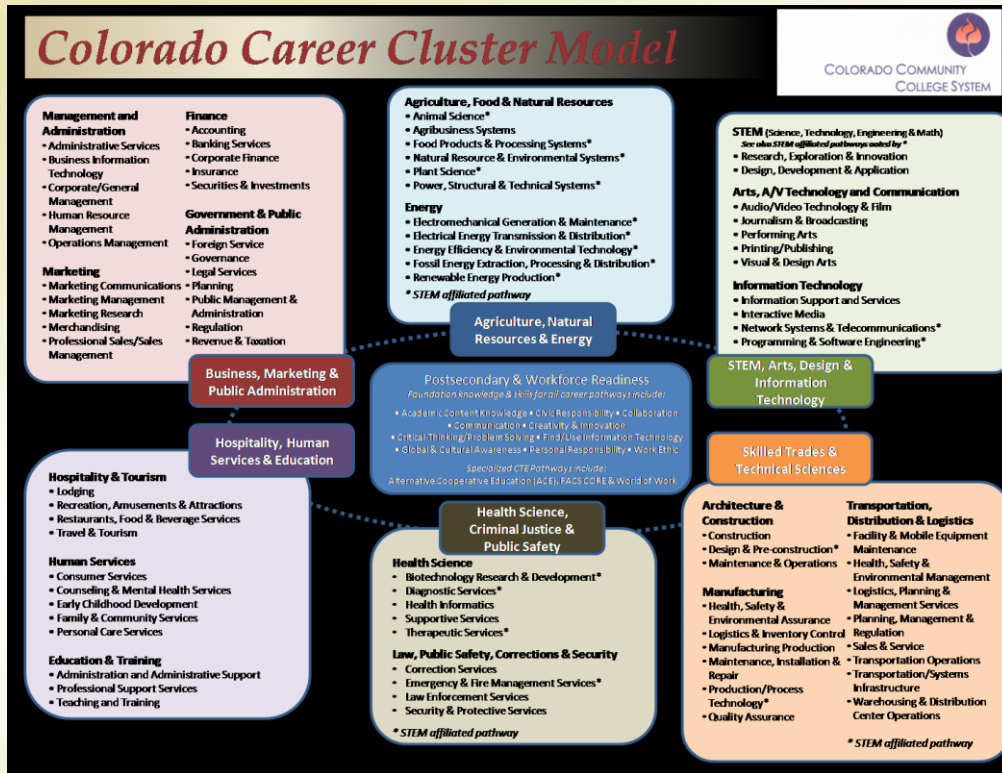 Colorado Career Cluster Model
COLORADO COMMUNITY
COLLEGE SYSTEM
Management and
Administration
• Administrative Services
• Business Information
Technology
• Corporate/General
Management
• Human Resource
Management
• Operations Management
Marketing
• Marketing Communications
• Marketing Management
• Marketing Research
• Merchandising
• Professional Sales/Sales
Management
Finance
• Accounting
• Banking Services
• Corporate Finance
• Insurance
• Securities & Investments
Government & Public
Administration
• Foreign Service
• Governance
• Legal Services
• Planning
• Public Management &
Administration
• Regulation
• Revenue & Taxation
Business, Marketing &
Public Administration
Agriculture, Food & Natural Resources
• Animal Science*
• Agribusiness Systems
• Food Products & Processing Systems*
• Natural Resource & Environmental Systems*
• Plant Science*
• Power, Structural & Technical Systems*
Energy
• Electromechanical Generation & Maintenance*
• Electrical Energy Transmission & Distribution*
• Energy Efficiency & Environmental Technology*
• Fossil Energy Extraction, Processing & Distribution*
• Renewable Energy Production*
* STEM affiliated pathway
Agriculture, Natural
Resources & Energy
STEM (Science, Technology, Engineering & Math)
See also STEM affiliated pathways noted by *
• Research, Exploration & Innovation
• Design, Development & Application
Arts, A/V Technology and Communication
• Audio/Video Technology & Film
• Journalism & Broadcasting
• Performing Arts
• Printing/Publishing
• Visual & Design Arts
Information Technology
• Information Support and Services
• Interactive Media
• Network Systems & Telecommunications*
• Programming & Software Engineering*
STEM, Arts, Design &
Information
Technology
Postsecondary & Workforce Readiness
Foundation knowledge & skills for all career pathways include:
• Academic Content Knowledge • Civic Responsibility • Collaboration
• Communication • Creativity & Innovation
• Critical Thinking/Problem Solving • Find/Use Information Technology
• Global & Cultural Awareness • Personal Responsibility • Work Ethic
Specialized CTE Pathways include:
Alternative Cooperative Education (ACE), FACS CORE & World of Work
Hospitality, Human
Services & Education
Hospitality & Tourism
• Lodging
• Recreation, Amusements & Attractions
• Restaurants, Food & Beverage Services
• Travel & Tourism
Human Services
• Consumer Services
• Counseling & Mental Health Services
• Early Childhood Development
• Family & Community Services
• Personal Care Services
Education & Training
• Administration and Administrative Support
• Professional Support Services
• Teaching and Training
Health Science,
Criminal Justice &
Public Safety
Health Science
• Biotechnology Research & Development*
• Diagnostic Services*
• Health Informatics
• Supportive Services
• Therapeutic Services*
Law, Public Safety, Corrections & Security
• Correction Services
• Emergency & Fire Management Services*
• Law Enforcement Services
• Security & Protective Services
* STEM affiliated pathway
Skilled Trades &
Technical Sciences
Architecture &
Construction
• Construction
• Design & Pre-construction*
• Maintenance & Operations
Manufacturing
• Health, Safety &
Environmental Assurance
• Logistics & Inventory Control
• Manufacturing Production
• Maintenance, Installation &
Repair
• Production/Process
Technology*
• Quality Assurance
Transportation,
Distribution & Logistics
• Facility & Mobile Equipment
Maintenance
• Health, Safety &
Environmental Management
• Logistics, Planning &
Management Services
• Planning, Management &
Regulation
• Sales & Service
• Transportation Operations
• Transportation/Systems
Infrastructure
• Warehousing & Distribution
Center Operations
* STEM affiliated pathway